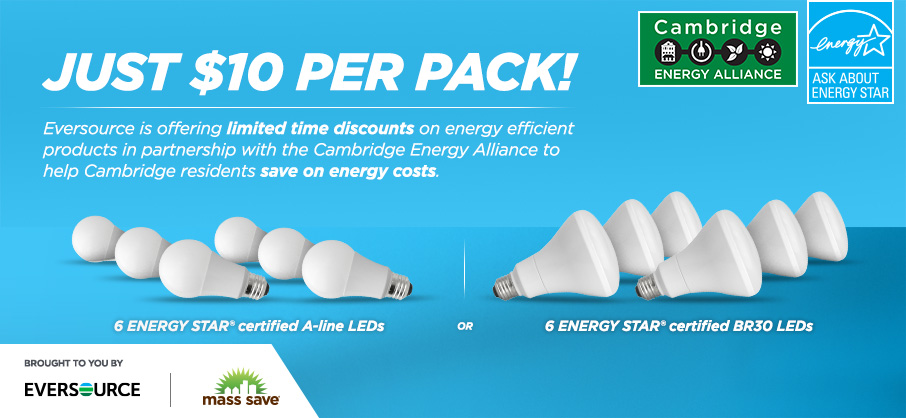 JUST $10 PER PACK!
Eversource is offering limited time discounts on energy efficient
products in partnership with the Cambridge Energy Alliance to
help Cambridge residents save on energy costs.
Cambridge
ENERGY ALLIANCE
energy
ASK ABOUT
ENERGY STAR
6 ENERGY STAR® certified A-line LEDs
OR
6 ENERGY STAR® certified BR30 LEDs
BROUGHT TO YOU BY
EVERSOURCE
mass save